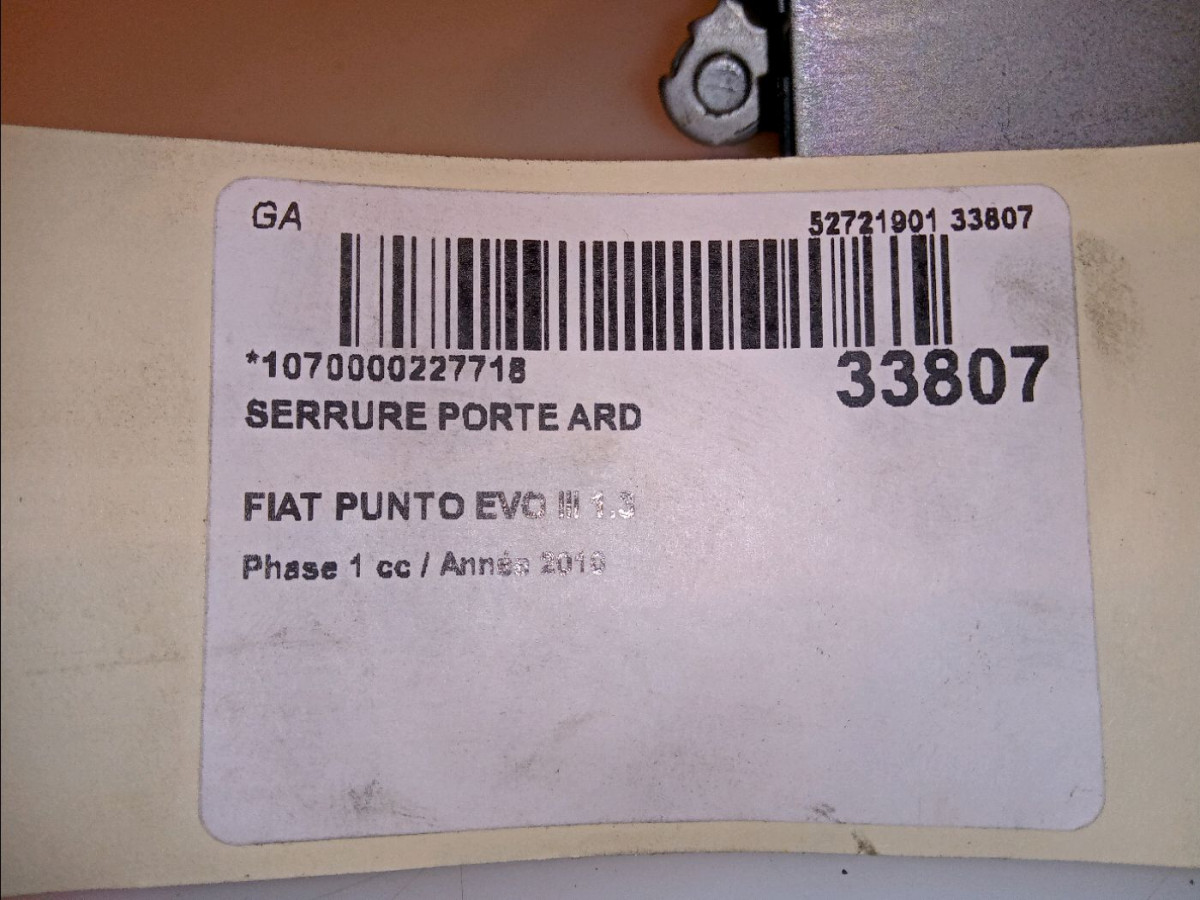 GA
52721901 33807
*1070000227718
33807
SERRURE PORTE ARD
FIAT PUNTO EVO III 1.3
Phase 1 cc / Année 2010